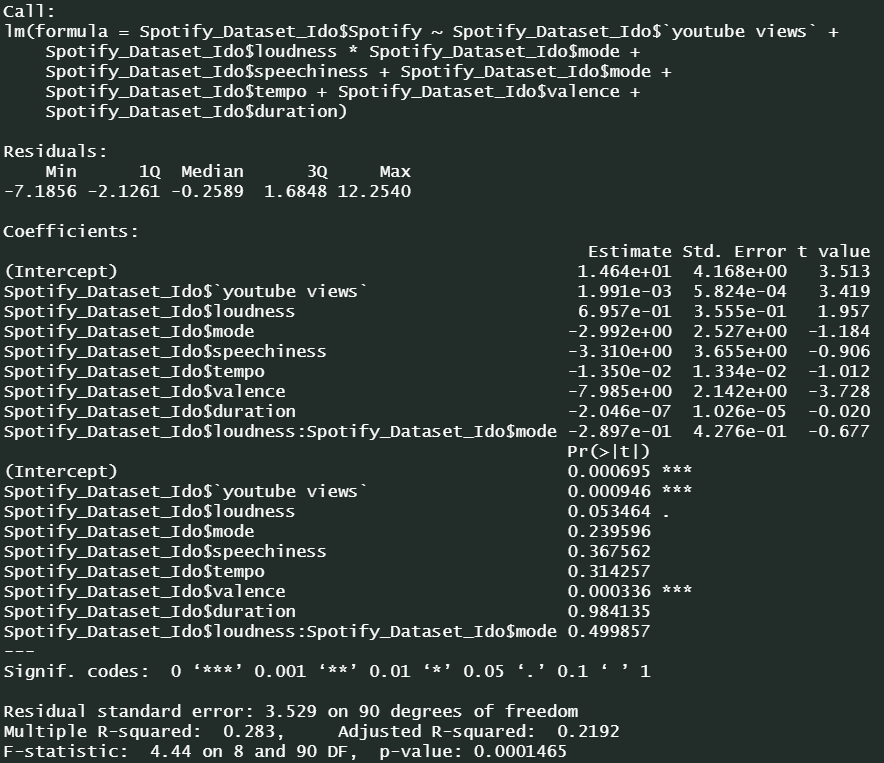 Call:
lm(formula = Spotify_Dataset_Ido$Spotify ~ Spotify_Dataset_Ido$`youtube views` +
    Spotify_Dataset_Ido$loudness * Spotify_Dataset_Ido$mode +
    Spotify_Dataset_Ido$speechiness + Spotify_Dataset_Ido$mode +
    Spotify_Dataset_Ido$tempo + Spotify_Dataset_Ido$valence +
    Spotify_Dataset_Ido$duration)

Residuals:
    Min      1Q  Median      3Q     Max
-7.1856 -2.1261 -0.2589  1.6848 12.2540

Coefficients:
                                                         Estimate Std. Error t value
(Intercept)                                             1.464e+01  4.168e+00   3.513
Spotify_Dataset_Ido$`youtube views`                     1.991e-03  5.824e-04   3.419
Spotify_Dataset_Ido$loudness                            6.957e-01  3.555e-01   1.957
Spotify_Dataset_Ido$mode                               -2.992e+00  2.527e+00  -1.184
Spotify_Dataset_Ido$speechiness                        -3.310e+00  3.655e+00  -0.906
Spotify_Dataset_Ido$tempo                              -1.350e-02  1.334e-02  -1.012
Spotify_Dataset_Ido$valence                            -7.985e+00  2.142e+00  -3.728
Spotify_Dataset_Ido$duration                           -2.046e-07  1.026e-05  -0.020
Spotify_Dataset_Ido$loudness:Spotify_Dataset_Ido$mode -2.897e-01  4.276e-01  -0.677
                                                      Pr(>|t|)
(Intercept)                                           0.000695 ***
Spotify_Dataset_Ido$`youtube views`                   0.000946 ***
Spotify_Dataset_Ido$loudness                          0.053464 .
Spotify_Dataset_Ido$mode                              0.239596
Spotify_Dataset_Ido$speechiness                       0.367562
Spotify_Dataset_Ido$tempo                             0.314257
Spotify_Dataset_Ido$valence                           0.000336 ***
Spotify_Dataset_Ido$duration                          0.984135
Spotify_Dataset_Ido$loudness:Spotify_Dataset_Ido$mode 0.499857
---
Signif. codes:  0 ‘***’ 0.001 ‘**’ 0.01 ‘*’ 0.05 ‘.’ 0.1 ‘ ’ 1

Residual standard error: 3.529 on 90 degrees of freedom
Multiple R-squared:  0.283,     Adjusted R-squared:  0.2192
F-statistic:  4.44 on 8 and 90 DF,  p-value: 0.0001465